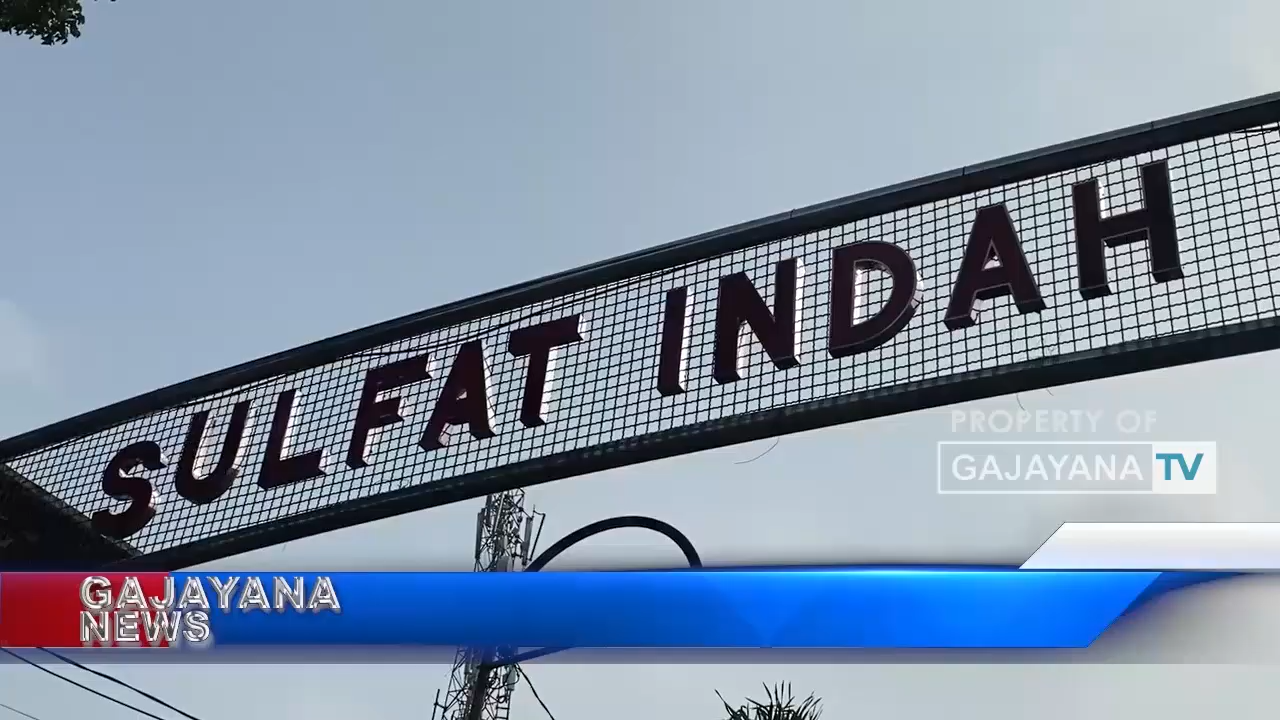 SULFAT INDAH
PROPERTY OF
GAJAYANA TV
GAJAYANA
NEWS